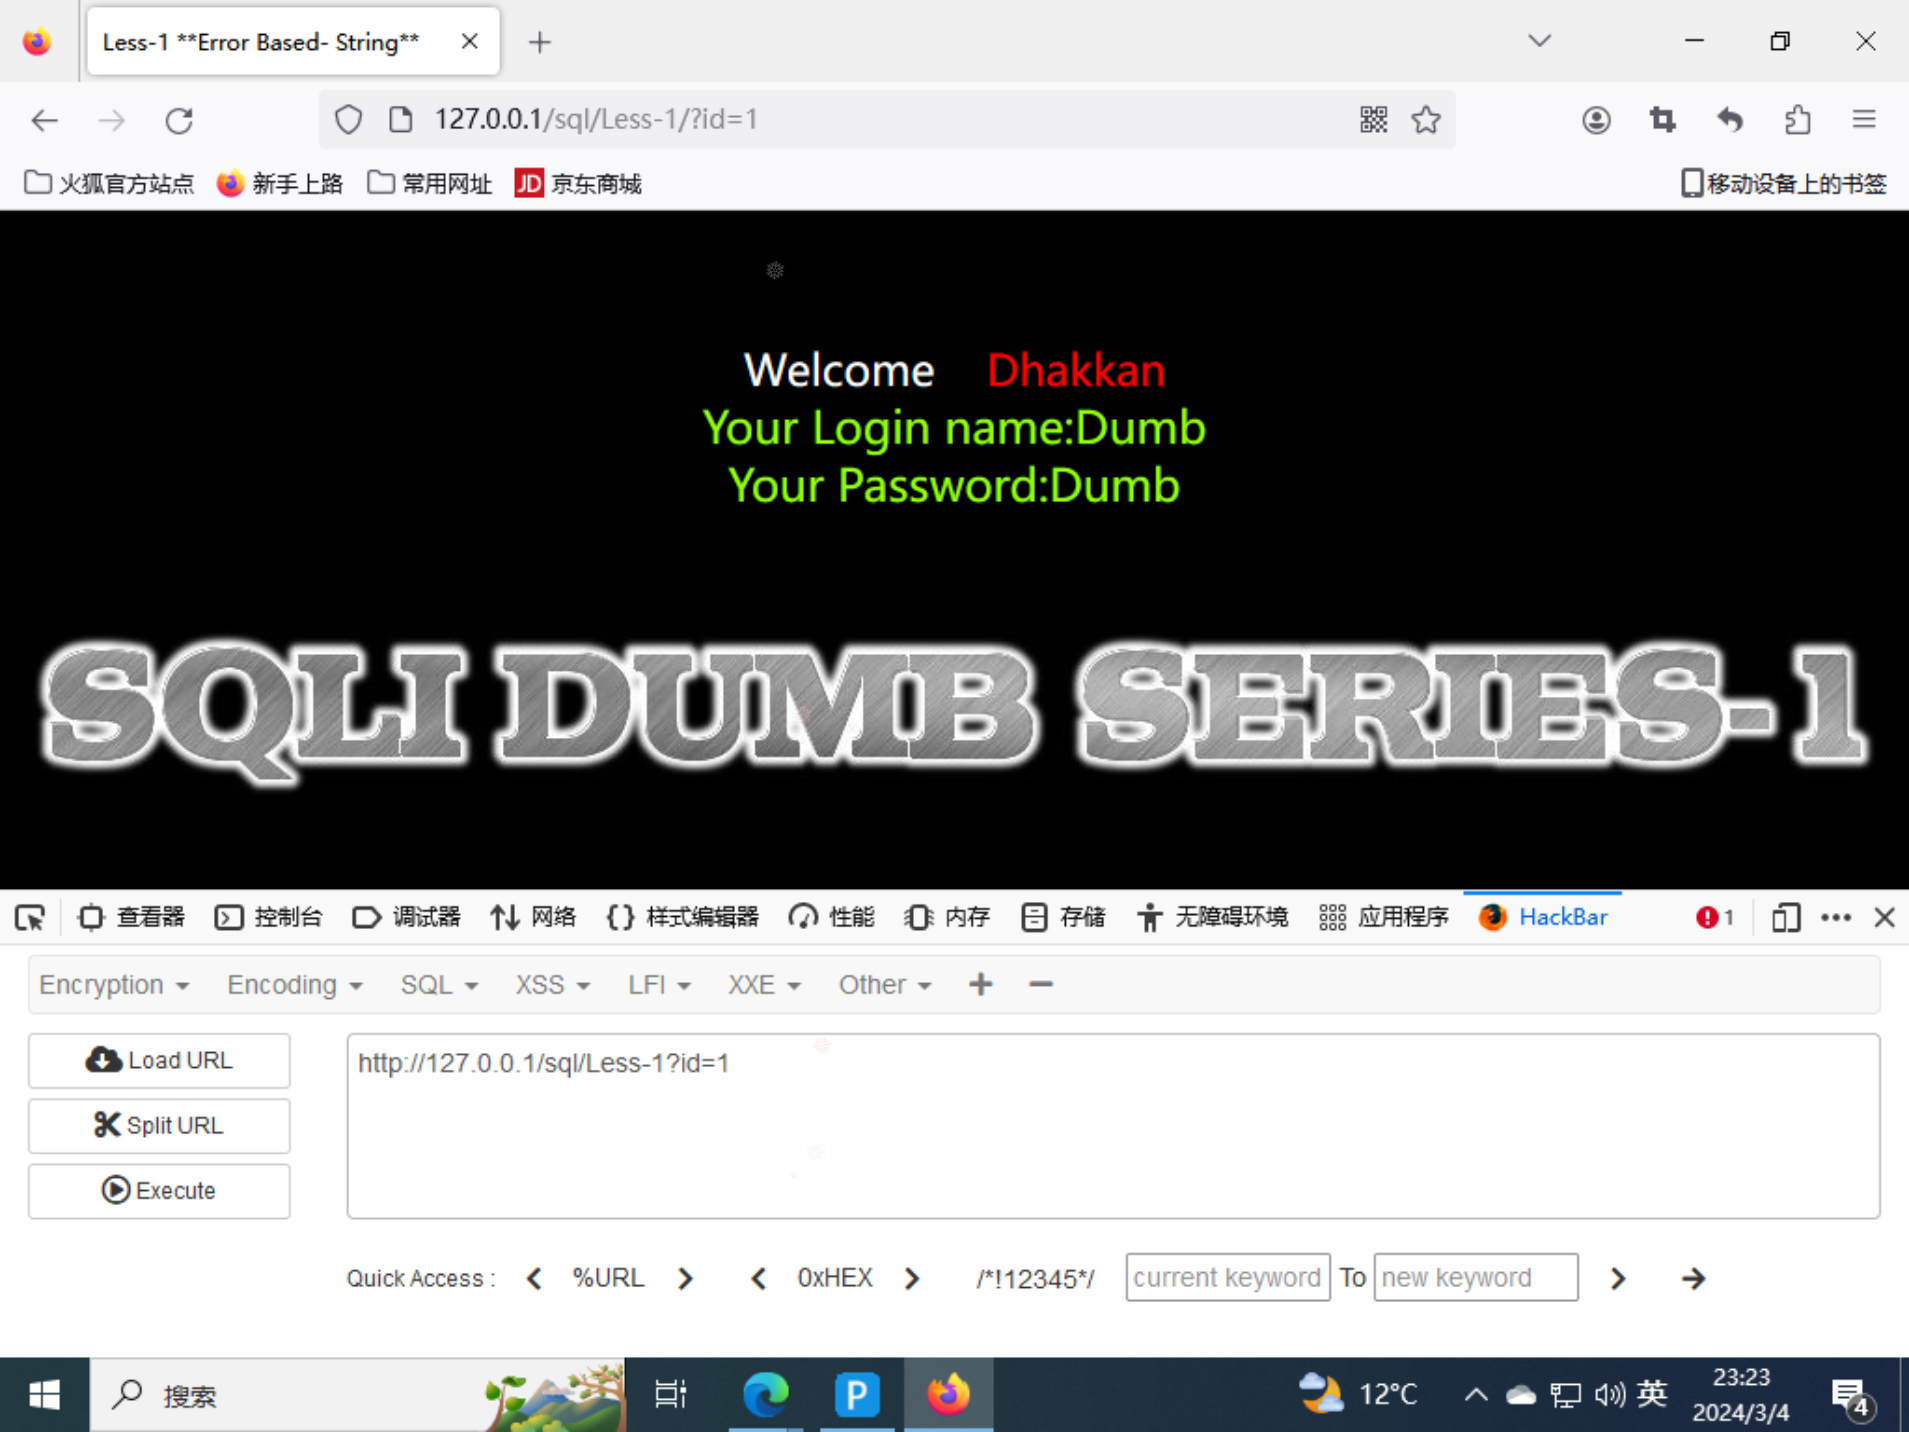 Less-1 **Error Based- String**
127.0.0.1/sql/Less-1/?id=1
火狐官方站点 新手上路 常用网址 JD 京东商城 移动设备上的书签
Welcome Dhakkan
Your Login name:Dumb
Your Password:Dumb
SQLI DUMB SERIES-1
查看器 控制台 调试器 网络 {} 样式编辑器 性能 内存 存储 无障碍环境 应用程序 HackBar 1
Encryption Encoding SQL XSS LFI XXE Other
Load URL
http://127.0.0.1/sql/Less-1?id=1
Split URL
Execute
Quick Access : %URL 0xHEX /*!12345*/ current keyword To new keyword
搜索 P 12°C 英 23:23
2024/3/4 4